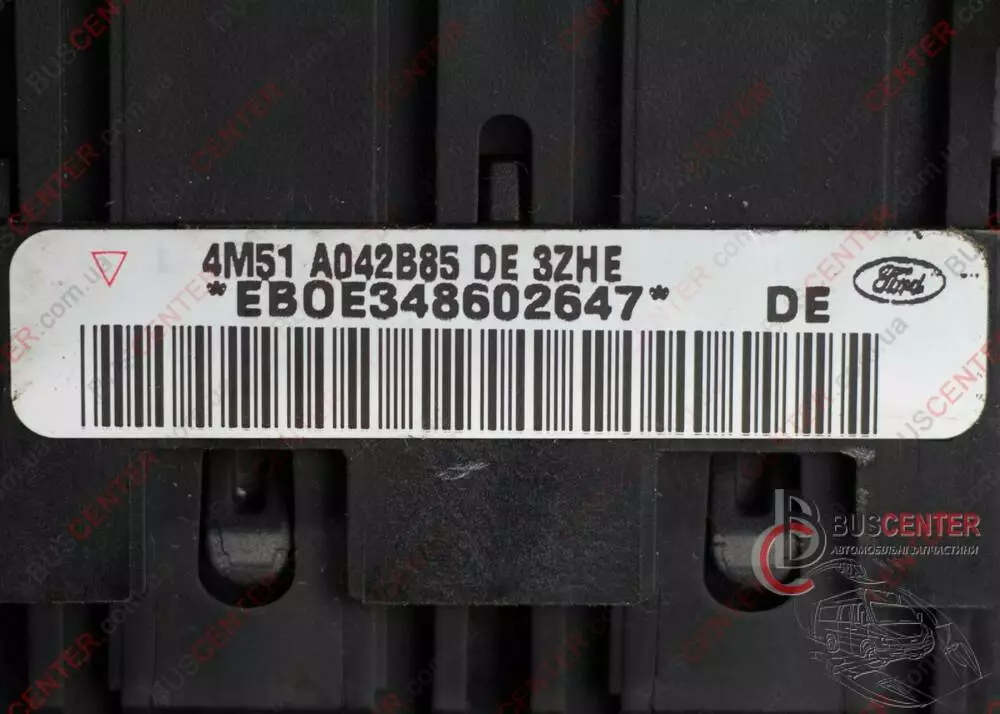 4M51 A042B85 DE 3ZHE
*EB0E348602647* DE
Ford
BUSCENTER
АВТОМОБІЛЬНІ ЗАПЧАСТИНИ